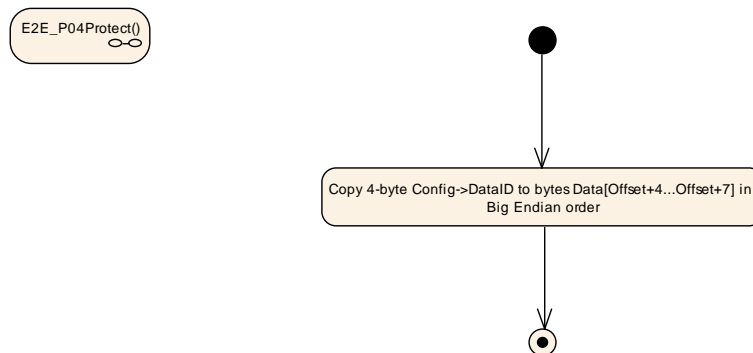 E2E_P04Protect()
Copy 4-byte Config->DataID to bytes Data[Offset+4...Offset+7] in
Big Endian order